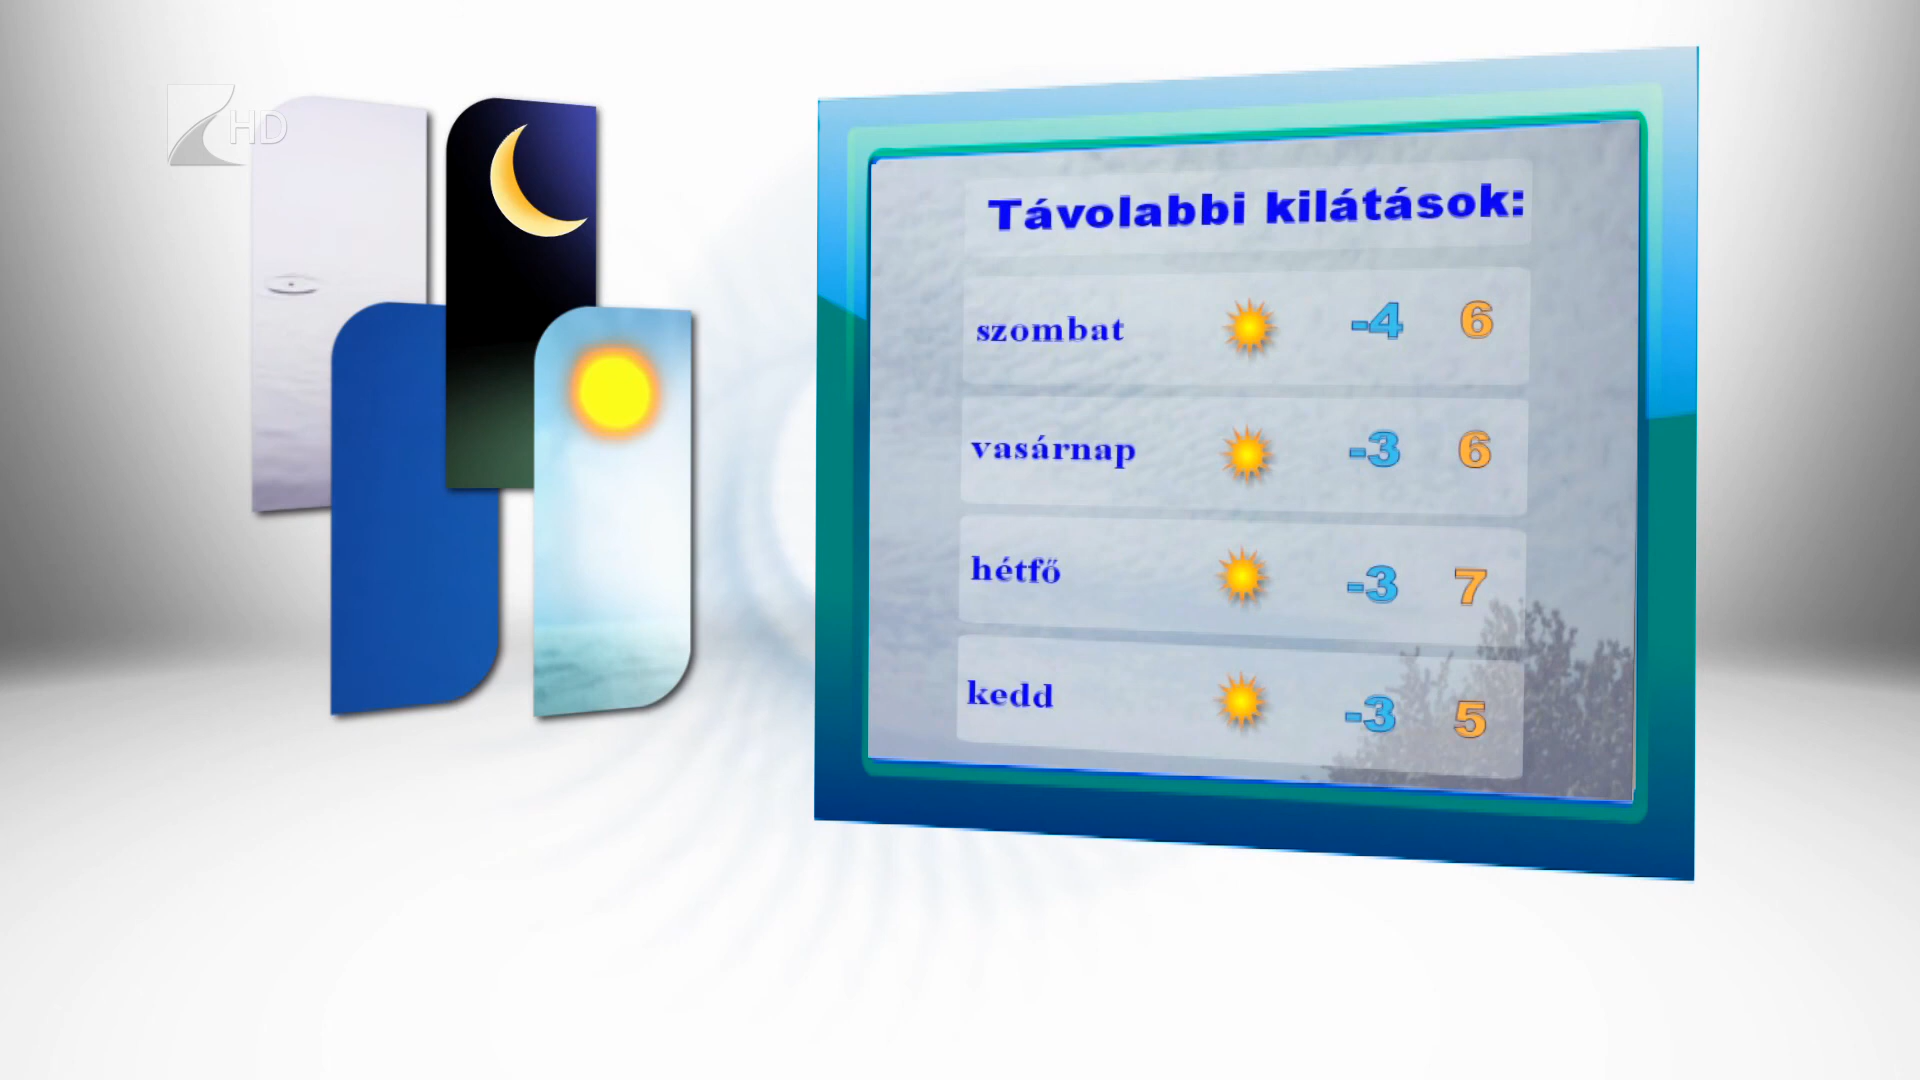 HD
Távolabbi kilátások:
szombat -4 6
vasárnap -3 6
hétfő -3 7
kedd -3 5